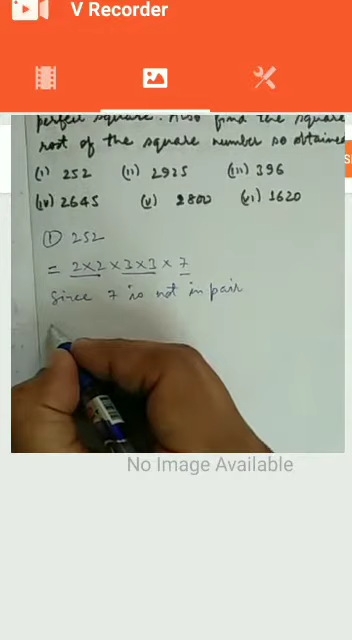 V Recorder
perfect square. Also find the square
root of the square number so obtained
(i) 252 (ii) 2925 (iii) 396
(iv) 2645 (v) 2800 (vi) 1620
① 252
= 2×2 × 3×3 × 7
Since 7 is not in pair
No Image Available